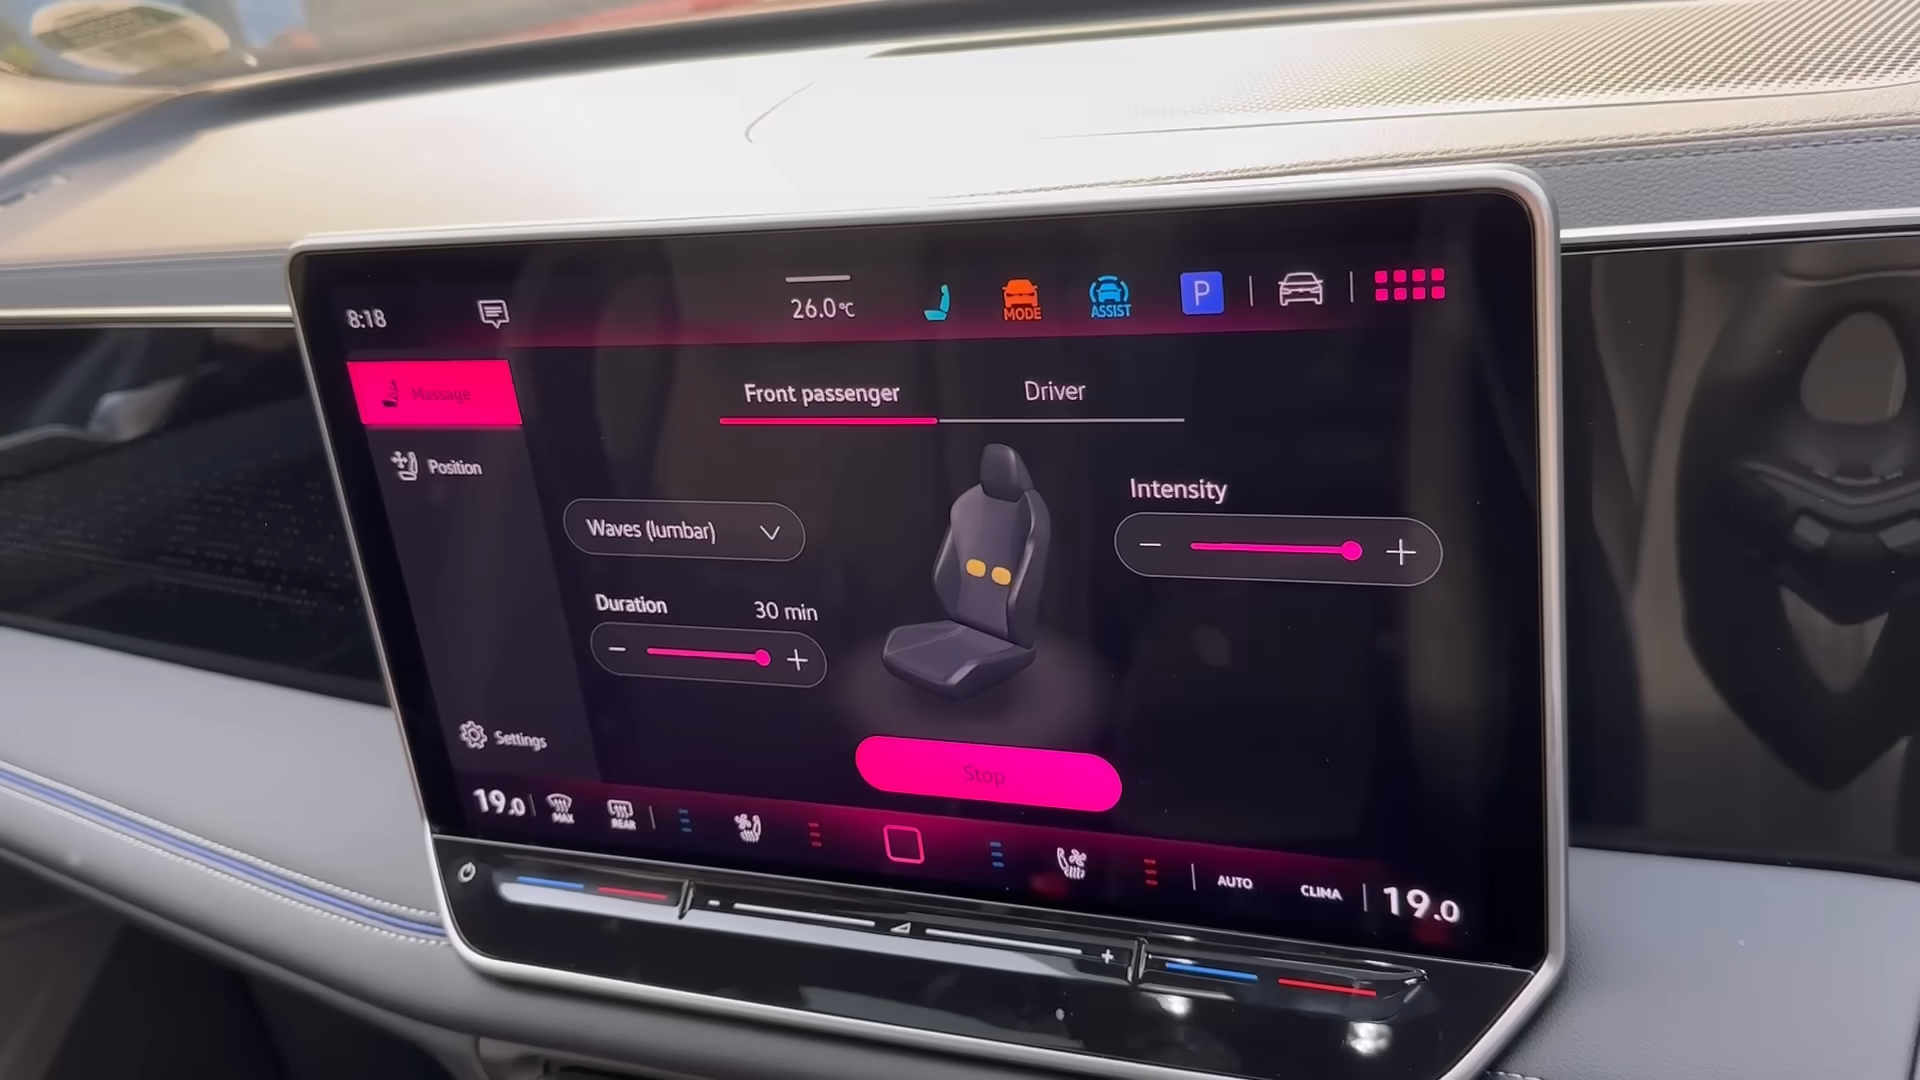 8:18
26.0°C
MODE
ASSIST
P
Massage
Front passenger
Driver
Position
Intensity
Waves (lumbar)
Duration
30 min
Settings
Stop
19.0
MAX
REAR
AUTO
CLIMA
19.0